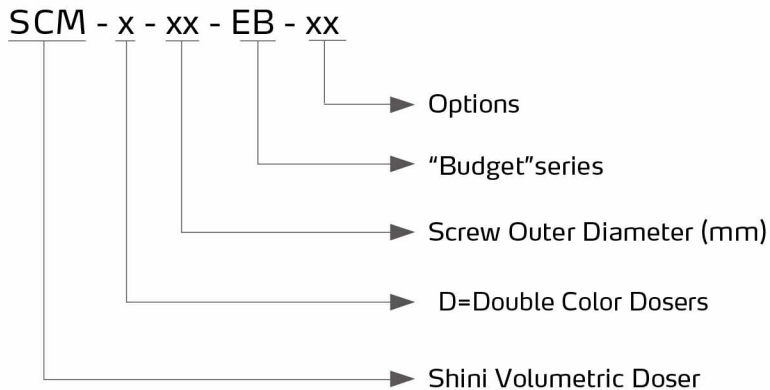 SCM - x - xx - EB - xx
Options
“Budget”series
Screw Outer Diameter (mm)
D=Double Color Dosers
Shini Volumetric Doser